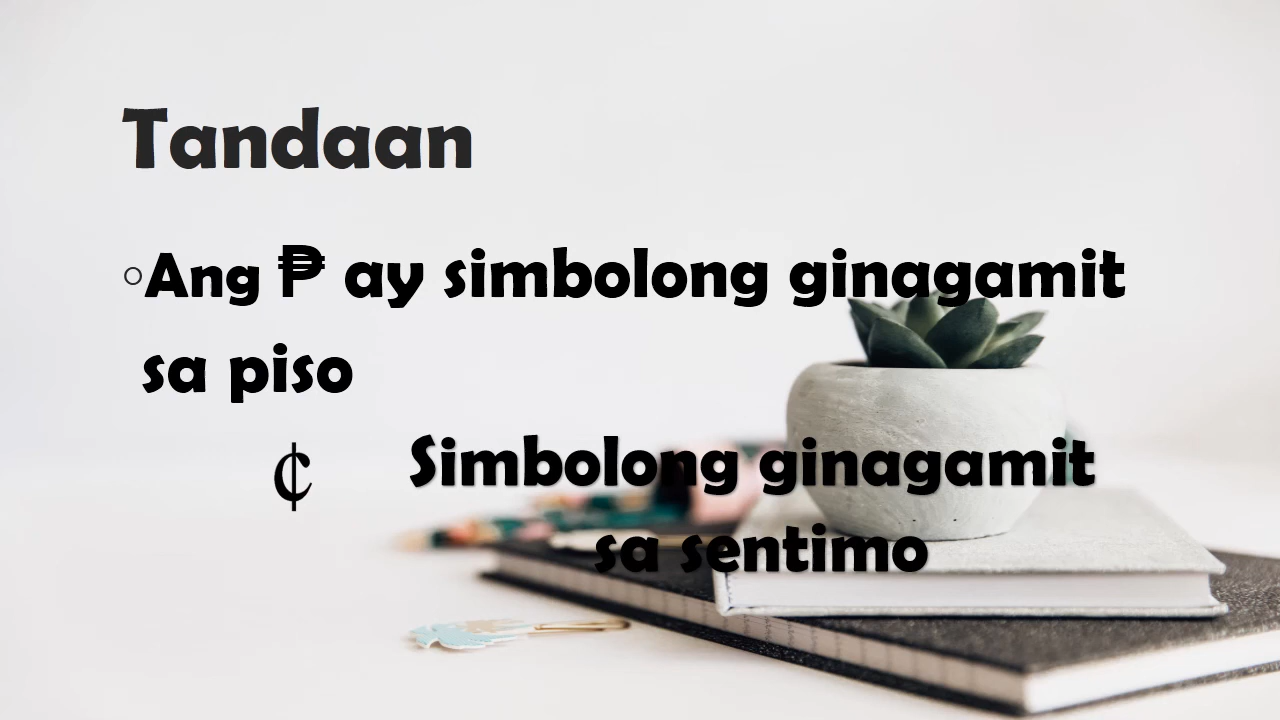 Tandaan
◦Ang ₱ ay simbolong ginagamit
sa piso
₵ Simbolong ginagamit
sa sentimo